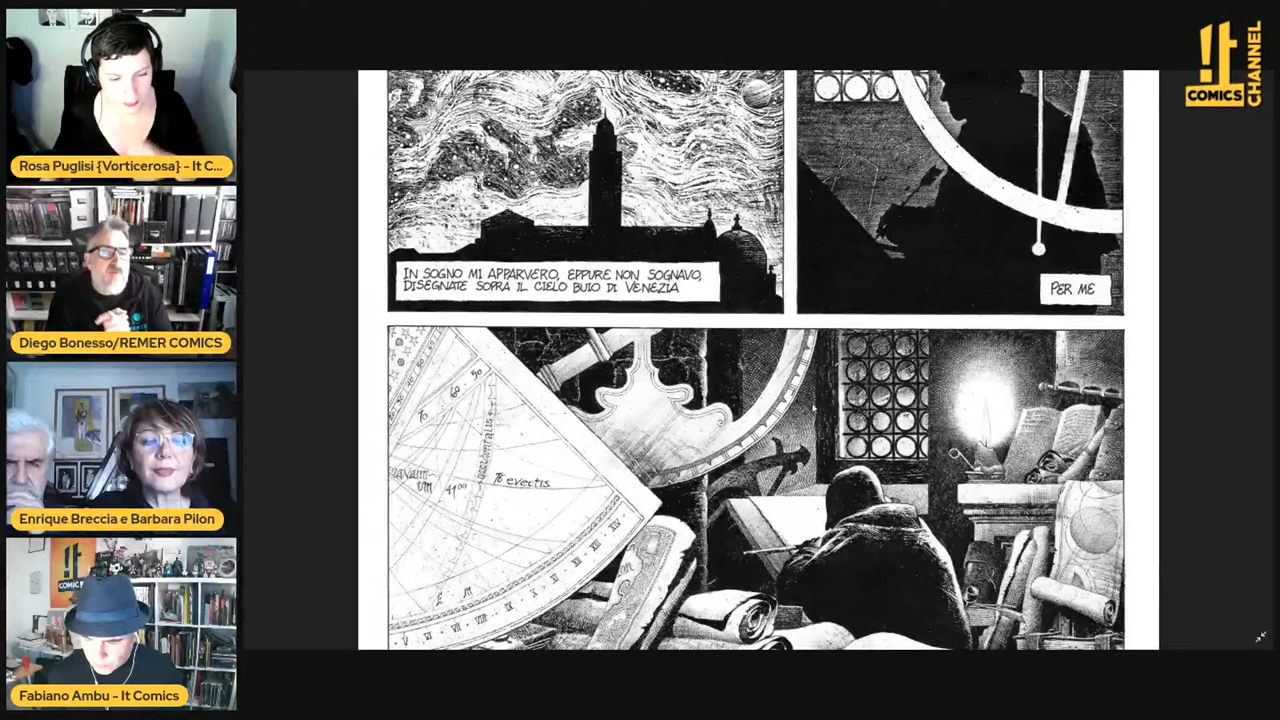 Rosa Puglisi {Vorticerosa} - It C...
Diego Bonesso/REMER COMICS
Enrique Breccia e Barbara Pilon
COMICS
Fabiano Ambu - It Comics
IN SOGNO MI APPARVERO, EPPURE NON SOGNAVO,
DISEGNATE SOPRA IL CIELO BUIO DI VENEZIA
PER ME
70 60 50
occidentalis
evectis
!t
COMICS
CHANNEL